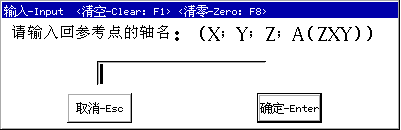 输入-Input <清空-Clear: F1> <清零-Zero: F8>
请输入回参考点的轴名: (X; Y; Z; A(ZXY))
取消-Esc 确定-Enter